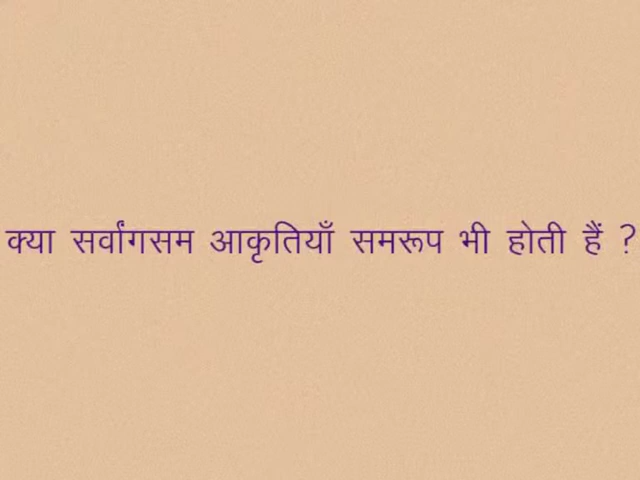 क्या सर्वांगसम आकृतियाँ समरूप भी होती हैं ?